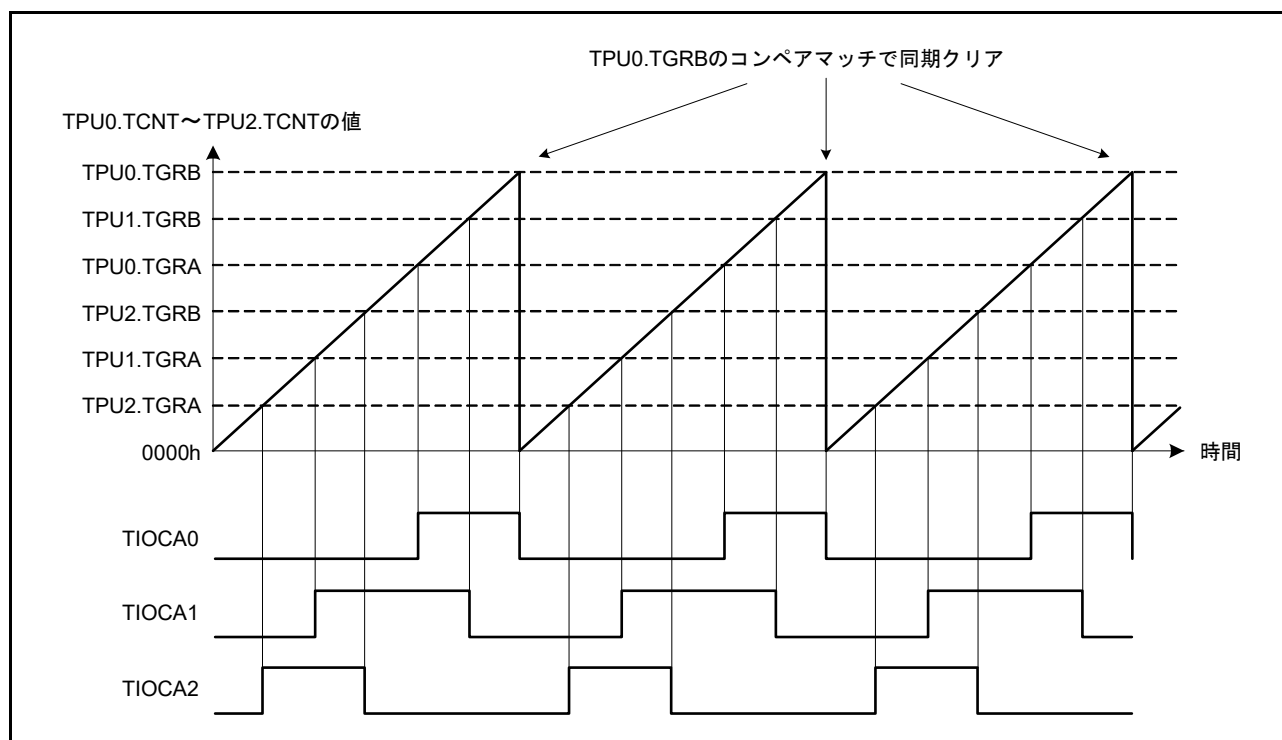 TPU0.TGRBのコンペアマッチで同期クリア
TPU0.TCNT～TPU2.TCNTの値
TPU0.TGRB
TPU1.TGRB
TPU0.TGRA
TPU2.TGRB
TPU1.TGRA
TPU2.TGRA
0000h
時間
TIOCA0
TIOCA1
TIOCA2